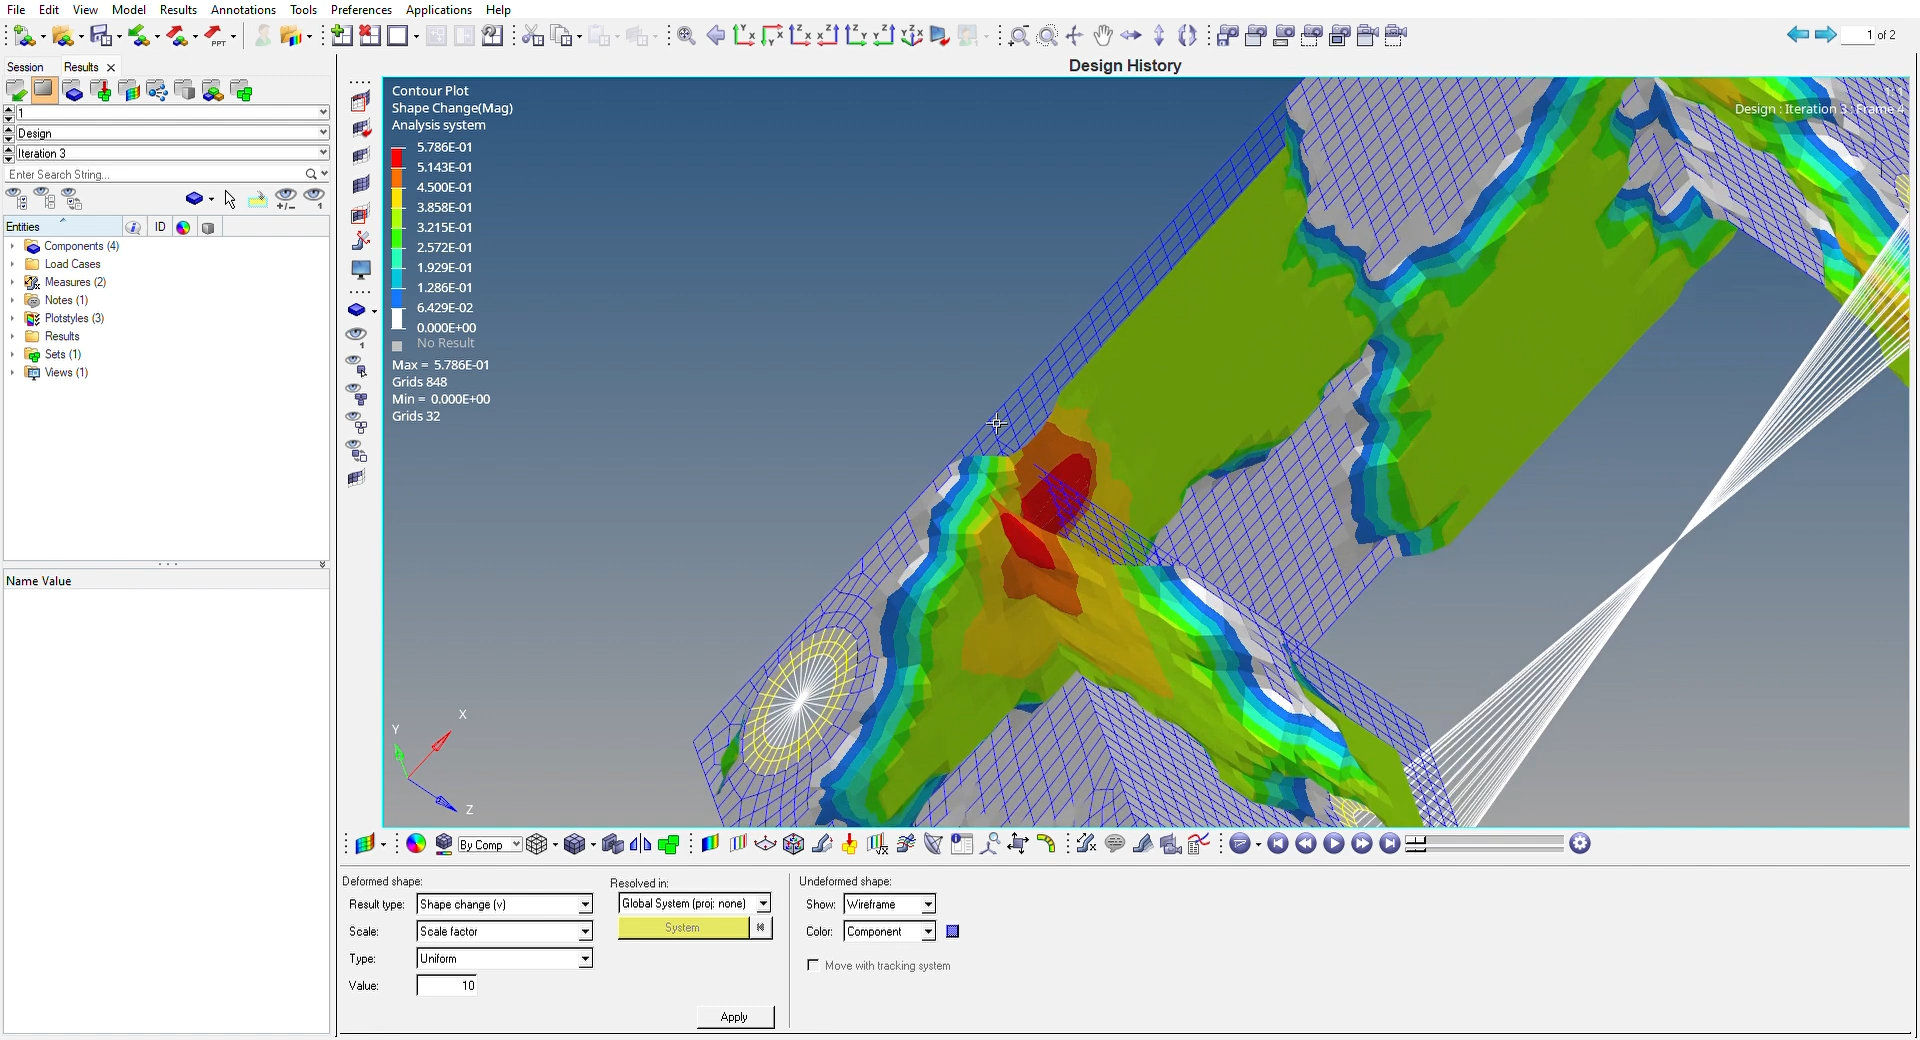 File Edit View Model Results Annotations Tools Preferences Applications Help
PPT
1 of 2
Session Results
Design History
1
Design
Iteration 3
Enter Search String...
Entities ID
Components (4)
Load Cases
Measures (2)
Notes (1)
Plotstyles (3)
Results
Sets (1)
Views (1)
Name Value
Contour Plot
Shape Change(Mag)
Analysis system
5.786E-01
5.143E-01
4.500E-01
3.858E-01
3.215E-01
2.572E-01
1.929E-01
1.286E-01
6.429E-02
0.000E+00
No Result
Max = 5.786E-01
Grids 848
Min = 0.000E+00
Grids 32
Design : Iteration 3 : Frame 4
X
Y
Z
By Comp
Deformed shape:
Result type: Shape change (v)
Scale: Scale factor
Type: Uniform
Value: 10
Resolved in:
Global System (proj: none)
System
Apply
Undeformed shape:
Show: Wireframe
Color: Component
Move with tracking system